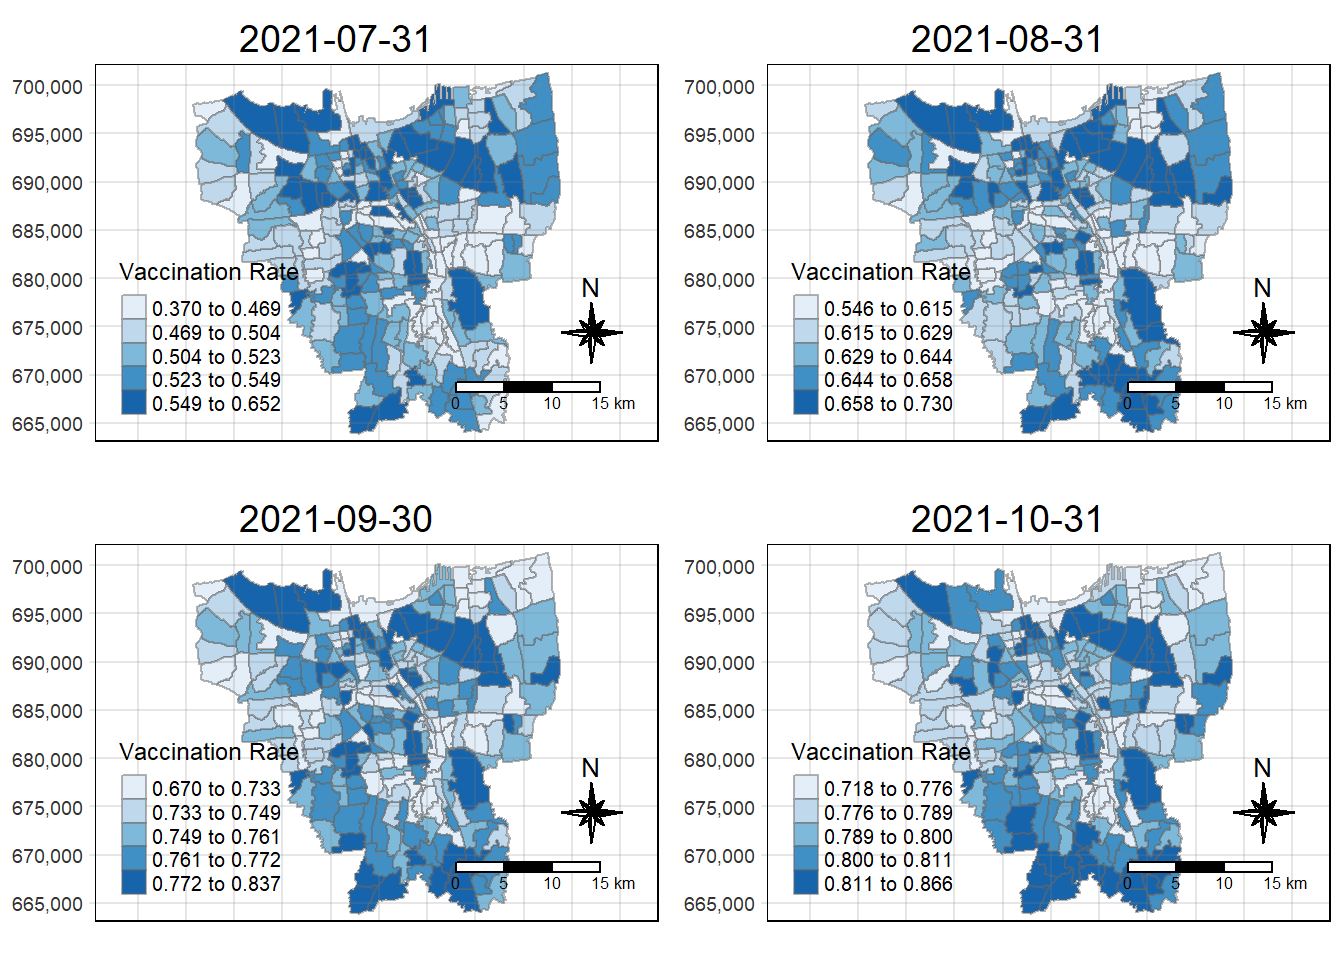 2021-07-31
700,000
695,000
690,000
685,000
680,000
675,000
670,000
665,000
Vaccination Rate
0.370 to 0.469
0.469 to 0.504
0.504 to 0.523
0.523 to 0.549
0.549 to 0.652
N
0 5 10 15 km
2021-08-31
700,000
695,000
690,000
685,000
680,000
675,000
670,000
665,000
Vaccination Rate
0.546 to 0.615
0.615 to 0.629
0.629 to 0.644
0.644 to 0.658
0.658 to 0.730
N
0 5 10 15 km
2021-09-30
700,000
695,000
690,000
685,000
680,000
675,000
670,000
665,000
Vaccination Rate
0.670 to 0.733
0.733 to 0.749
0.749 to 0.761
0.761 to 0.772
0.772 to 0.837
N
0 5 10 15 km
2021-10-31
700,000
695,000
690,000
685,000
680,000
675,000
670,000
665,000
Vaccination Rate
0.718 to 0.776
0.776 to 0.789
0.789 to 0.800
0.800 to 0.811
0.811 to 0.866
N
0 5 10 15 km